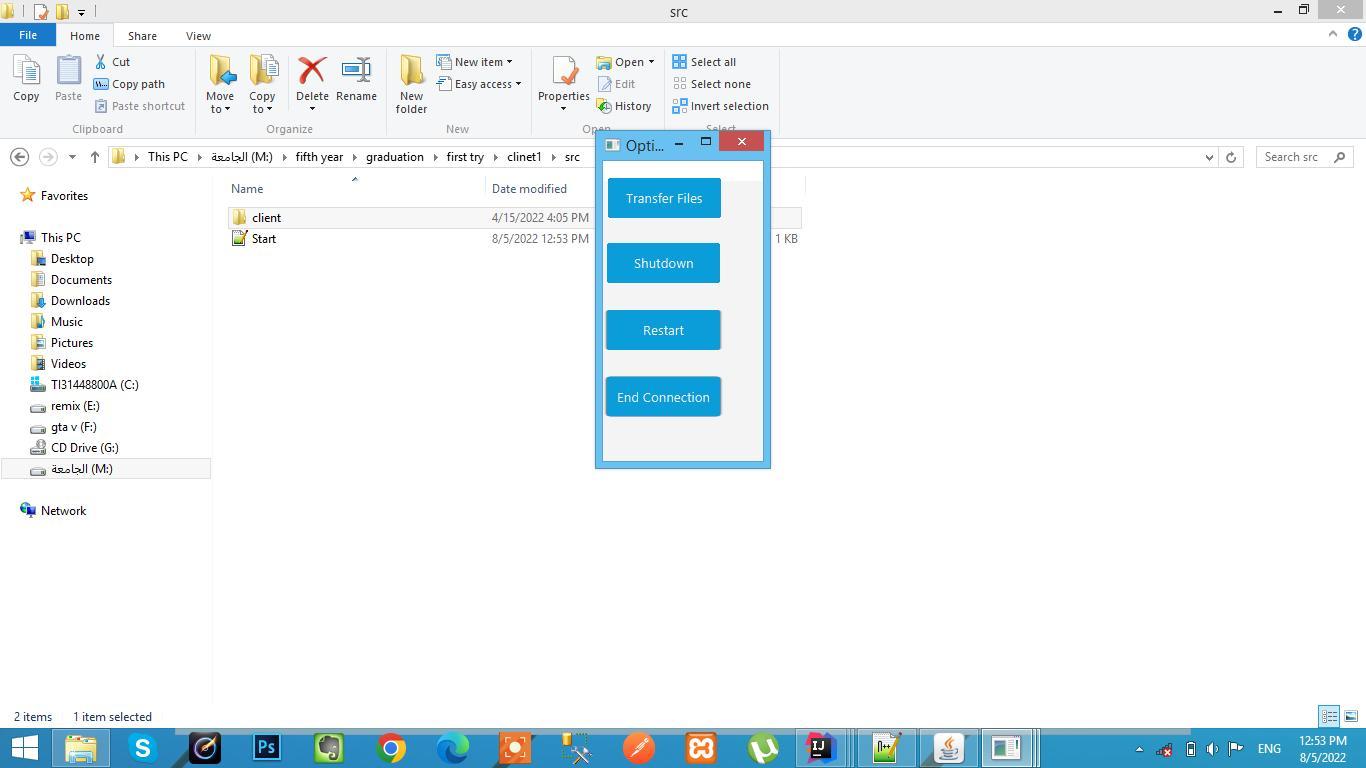 src
File Home Share View
Copy
Paste
Cut
Copy path
Paste shortcut
Clipboard
Move to
Copy to
Delete
Rename
Organize
New folder
New item
Easy access
New
Properties
Open
Edit
History
Open
Select all
Select none
Invert selection
Select
This PC الجامعة (M:) fifth year graduation first try clinet1 src
Search src
Name Date modified
client 4/15/2022 4:05 PM
Start 8/5/2022 12:53 PM 1 KB
Favorites
This PC
Desktop
Documents
Downloads
Music
Pictures
Videos
TI31448800A (C:)
remix (E:)
gta v (F:)
CD Drive (G:)
الجامعة (M:)
Network
Opti...
Transfer Files
Shutdown
Restart
End Connection
2 items 1 item selected
Ps
IJ
ENG
12:53 PM
8/5/2022